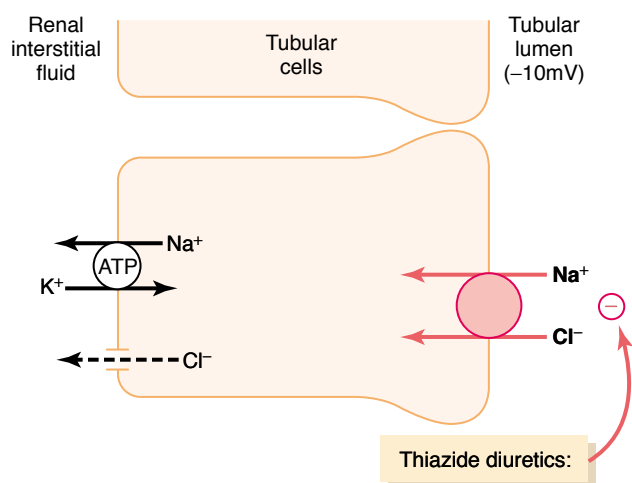 Renal
interstitial
fluid
Tubular
cells
Tubular
lumen
(–10mV)
Na⁺
ATP
K⁺
Cl⁻
Na⁺
–
Cl⁻
Thiazide diuretics: